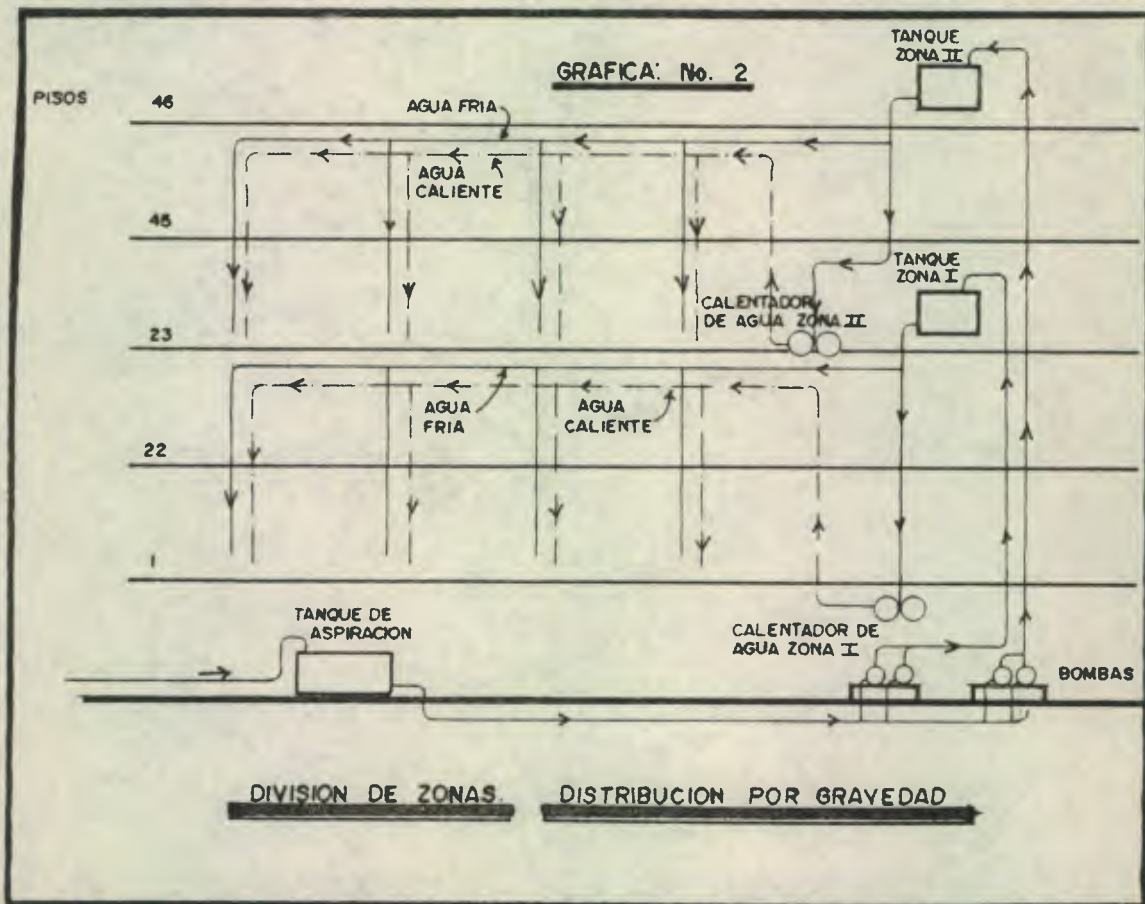 TANQUE
ZONA II
GRAFICA: No. 2
PISOS
46
AGUA FRIA
AGUA
CALIENTE
45
TANQUE
ZONA I
CALENTADOR
DE AGUA ZONA II
23
AGUA
FRIA
AGUA
CALIENTE
22
1
TANQUE DE
ASPIRACION
CALENTADOR DE
AGUA ZONA I
BOMBAS
DIVISION DE ZONAS.
DISTRIBUCION POR GRAVEDAD